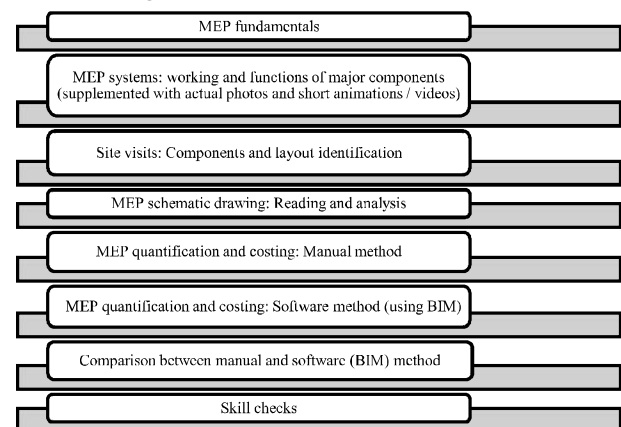 MEP fundamentals
MEP systems: working and functions of major components
(supplemented with actual photos and short animations / videos)
Site visits: Components and layout identification
MEP schematic drawing: Reading and analysis
MEP quantification and costing: Manual method
MEP quantification and costing: Software method (using BIM)
Comparison between manual and software (BIM) method
Skill checks